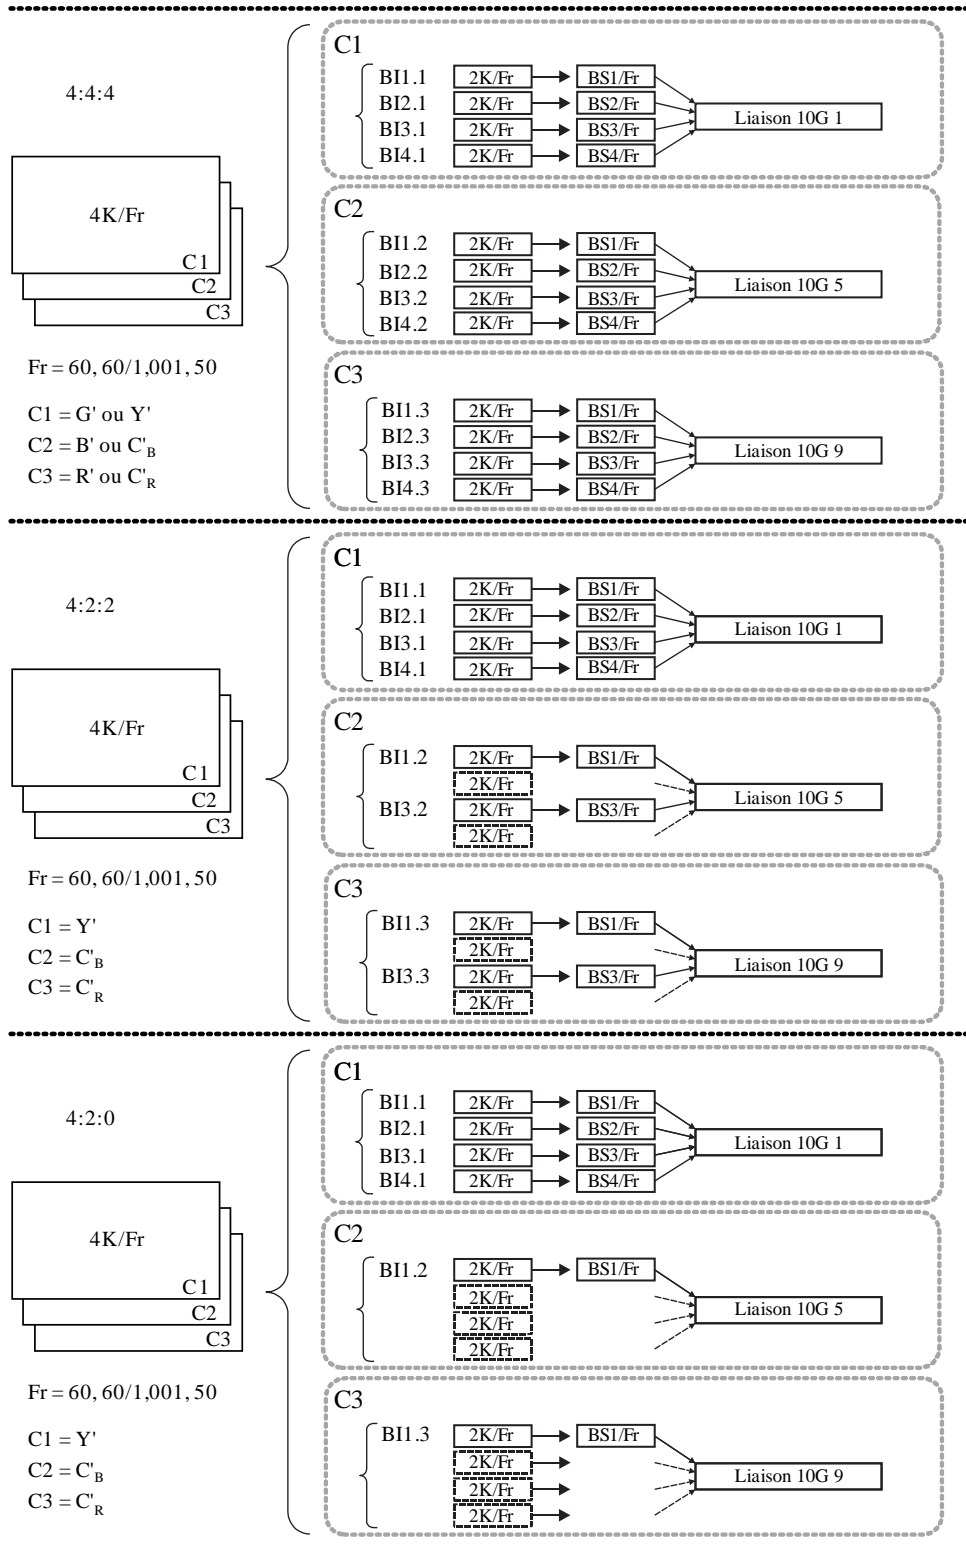 4:4:4
4K/Fr
C1
C2
C3
Fr = 60, 60/1,001, 50
C1 = G' ou Y'
C2 = B' ou C'B
C3 = R' ou C'R
C1
BI1.1 2K/Fr BS1/Fr
BI2.1 2K/Fr BS2/Fr
BI3.1 2K/Fr BS3/Fr
BI4.1 2K/Fr BS4/Fr
Liaison 10G 1
C2
BI1.2 2K/Fr BS1/Fr
BI2.2 2K/Fr BS2/Fr
BI3.2 2K/Fr BS3/Fr
BI4.2 2K/Fr BS4/Fr
Liaison 10G 5
C3
BI1.3 2K/Fr BS1/Fr
BI2.3 2K/Fr BS2/Fr
BI3.3 2K/Fr BS3/Fr
BI4.3 2K/Fr BS4/Fr
Liaison 10G 9
4:2:2
4K/Fr
C1
C2
C3
Fr = 60, 60/1,001, 50
C1 = Y'
C2 = C'B
C3 = C'R
C1
BI1.1 2K/Fr BS1/Fr
BI2.1 2K/Fr BS2/Fr
BI3.1 2K/Fr BS3/Fr
BI4.1 2K/Fr BS4/Fr
Liaison 10G 1
C2
BI1.2 2K/Fr BS1/Fr
2K/Fr
BI3.2 2K/Fr BS3/Fr
2K/Fr
Liaison 10G 5
C3
BI1.3 2K/Fr BS1/Fr
2K/Fr
BI3.3 2K/Fr BS3/Fr
2K/Fr
Liaison 10G 9
4:2:0
4K/Fr
C1
C2
C3
Fr = 60, 60/1,001, 50
C1 = Y'
C2 = C'B
C3 = C'R
C1
BI1.1 2K/Fr BS1/Fr
BI2.1 2K/Fr BS2/Fr
BI3.1 2K/Fr BS3/Fr
BI4.1 2K/Fr BS4/Fr
Liaison 10G 1
C2
BI1.2 2K/Fr BS1/Fr
2K/Fr
2K/Fr
2K/Fr
Liaison 10G 5
C3
BI1.3 2K/Fr BS1/Fr
2K/Fr
2K/Fr
2K/Fr
Liaison 10G 9